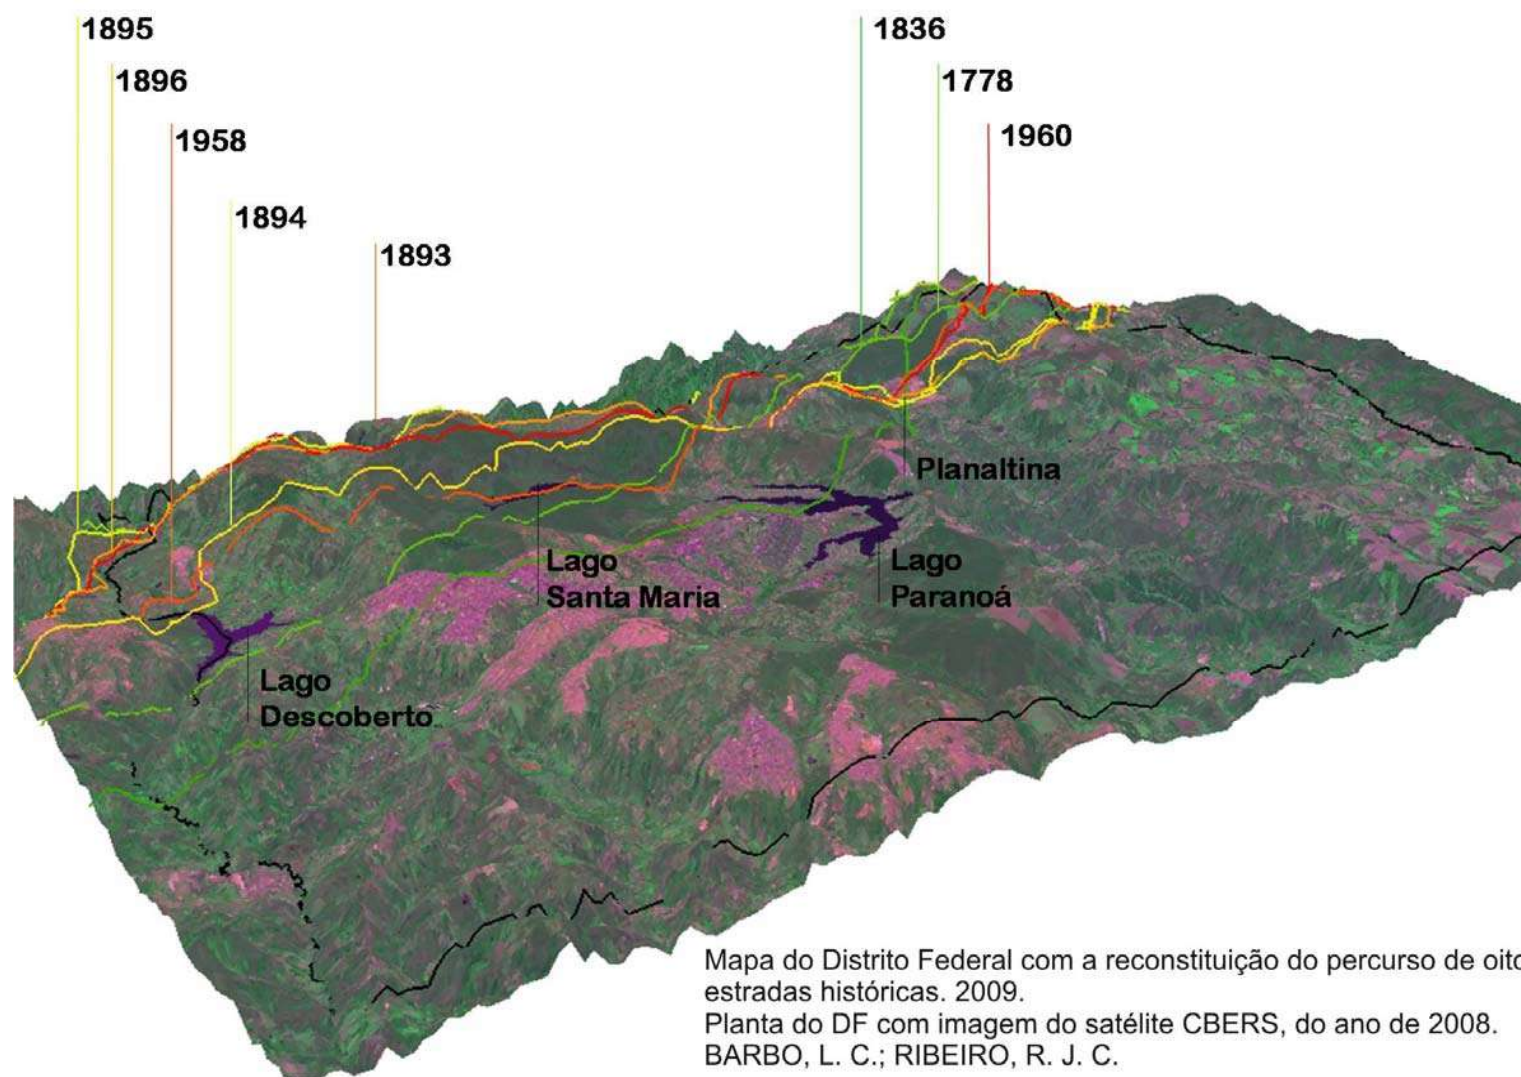 1895
1836
1896
1778
1958
1960
1894
1893
Planaltina
Lago
Santa Maria
Lago
Paranoá
Lago
Descoberto
Mapa do Distrito Federal com a reconstituição do percurso de oito
estradas históricas. 2009.
Planta do DF com imagem do satélite CBERS, do ano de 2008.
BARBO, L. C.; RIBEIRO, R. J. C.